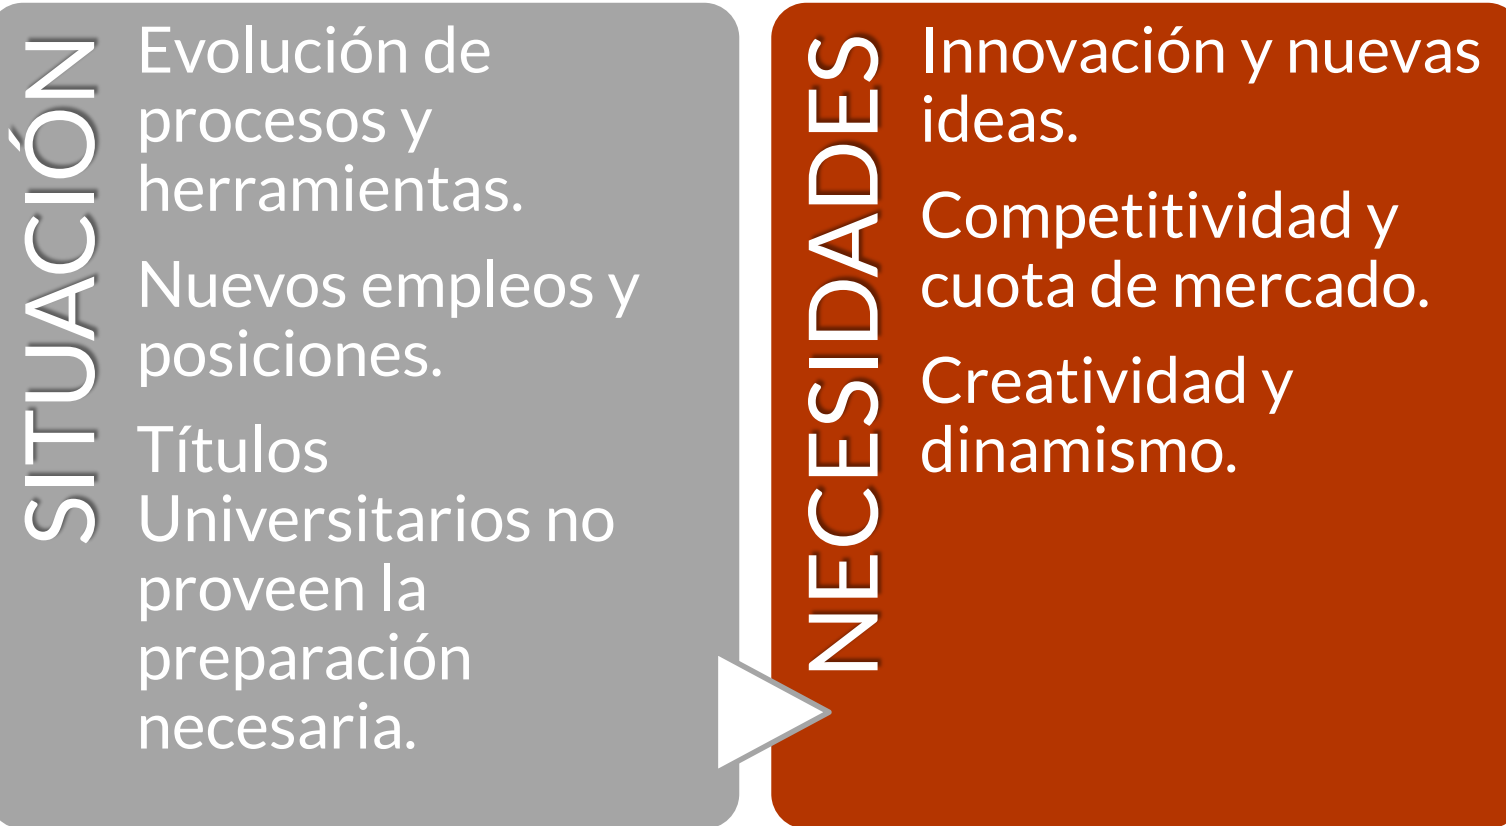 SITUACIÓN
Evolución de
procesos y
herramientas.
Nuevos empleos y
posiciones.
Títulos
Universitarios no
proveen la
preparación
necesaria.
NECESIDADES
Innovación y nuevas
ideas.
Competitividad y
cuota de mercado.
Creatividad y
dinamismo.